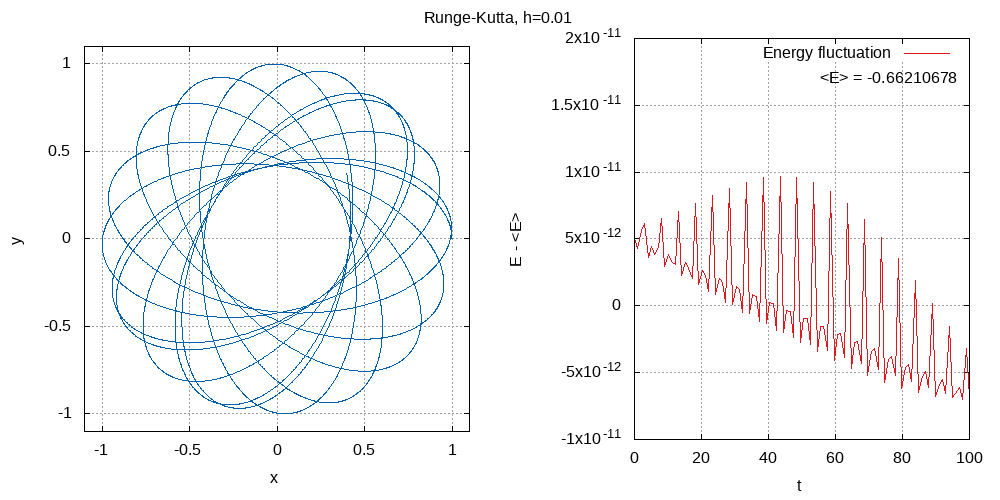 Runge-Kutta, h=0.01
1
0.5
0
-0.5
-1
y
-1
-0.5
0
0.5
1
x
2x10^-11
1.5x10^-11
1x10^-11
5x10^-12
0
-5x10^-12
-1x10^-11
E - <E>
Energy fluctuation
<E> = -0.66210678
0
20
40
60
80
100
t